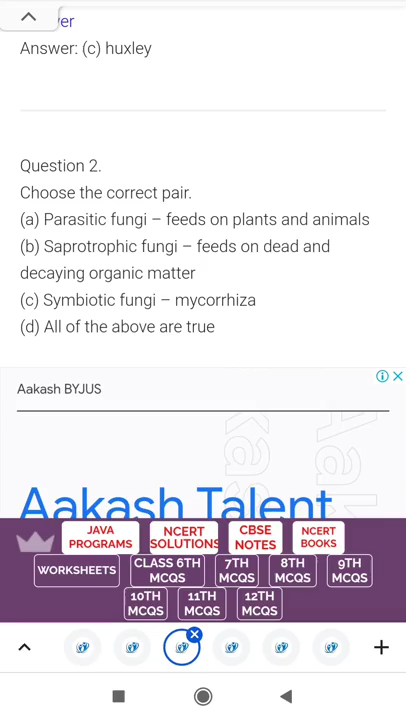 Answer: (c) huxley
Question 2.
Choose the correct pair.
(a) Parasitic fungi – feeds on plants and animals
(b) Saprotrophic fungi – feeds on dead and
decaying organic matter
(c) Symbiotic fungi – mycorrhiza
(d) All of the above are true
Aakash BYJUS
Aakash Talent
JAVA PROGRAMS
NCERT SOLUTIONS
CBSE NOTES
NCERT BOOKS
WORKSHEETS
CLASS 6TH MCQS
7TH MCQS
8TH MCQS
9TH MCQS
10TH MCQS
11TH MCQS
12TH MCQS